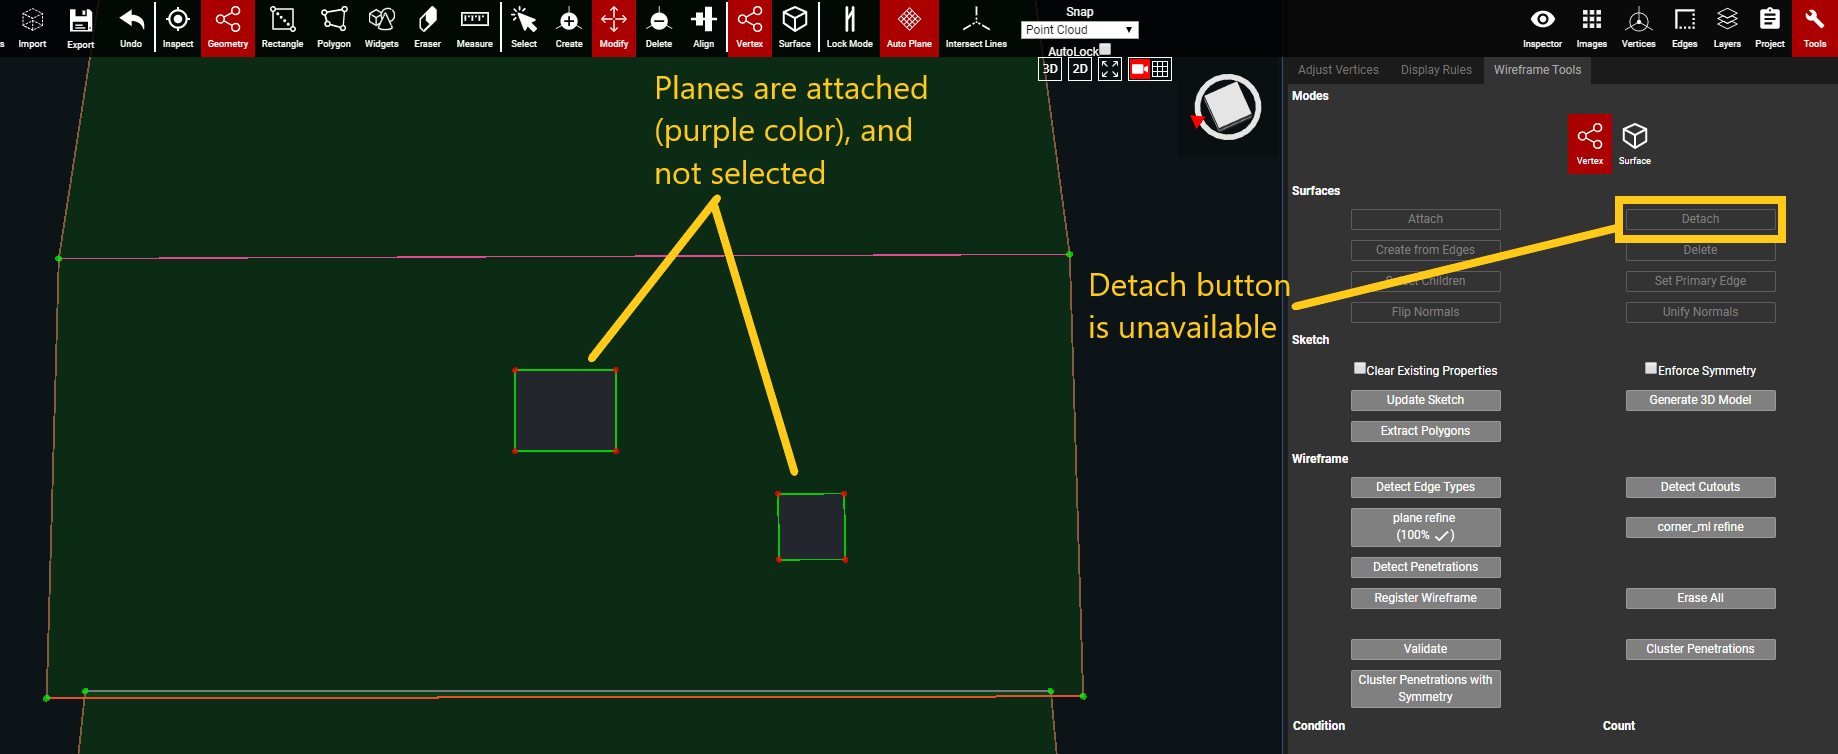 s Import Export Undo Inspect Geometry Rectangle Polygon Widgets Eraser Measure Select Create Modify Delete Align Vertex Surface Lock Mode Auto Plane Intersect Lines
Snap
Point Cloud
AutoLock
3D 2D
Inspector Images Vertices Edges Layers Project Tools
Planes are attached
(purple color), and
not selected
Detach button
is unavailable
Adjust Vertices Display Rules Wireframe Tools
Modes
Vertex Surface
Surfaces
Attach Detach
Create from Edges Delete
Children Set Primary Edge
Flip Normals Unify Normals
Sketch
Clear Existing Properties Enforce Symmetry
Update Sketch Generate 3D Model
Extract Polygons
Wireframe
Detect Edge Types Detect Cutouts
plane refine
(100% ✓) corner_ml refine
Detect Penetrations
Register Wireframe Erase All
Validate Cluster Penetrations
Cluster Penetrations with
Symmetry
Condition Count